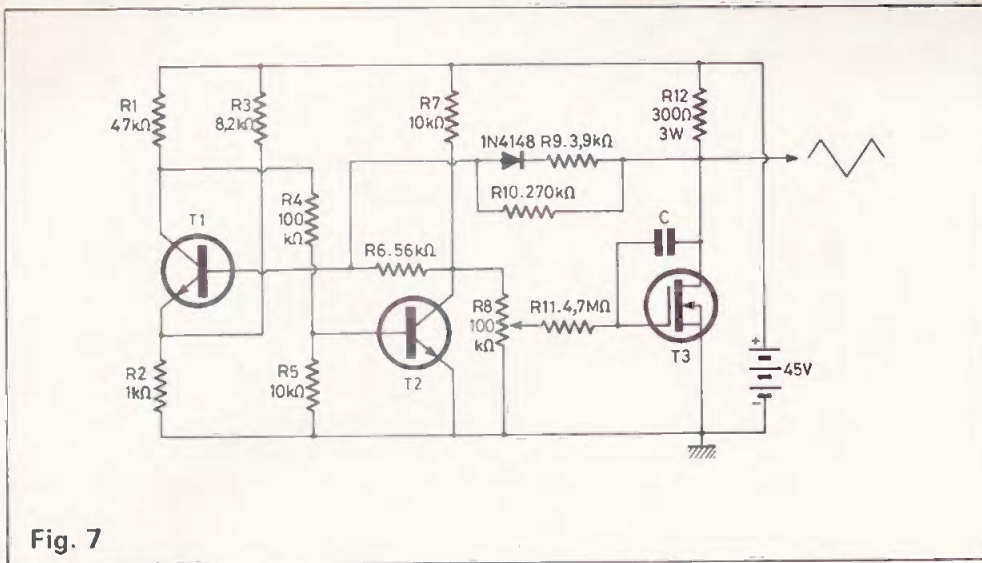 R1
47kΩ
R3
8,2kΩ
R7
10kΩ
R12
300Ω
3W
1N4148
R9.3,9kΩ
R10.270kΩ
R4
100
kΩ
T1
C
R6.56kΩ
R8
100
kΩ
R11.4,7MΩ
T2
T3
R2
1kΩ
R5
10kΩ
+
45V
-
Fig. 7